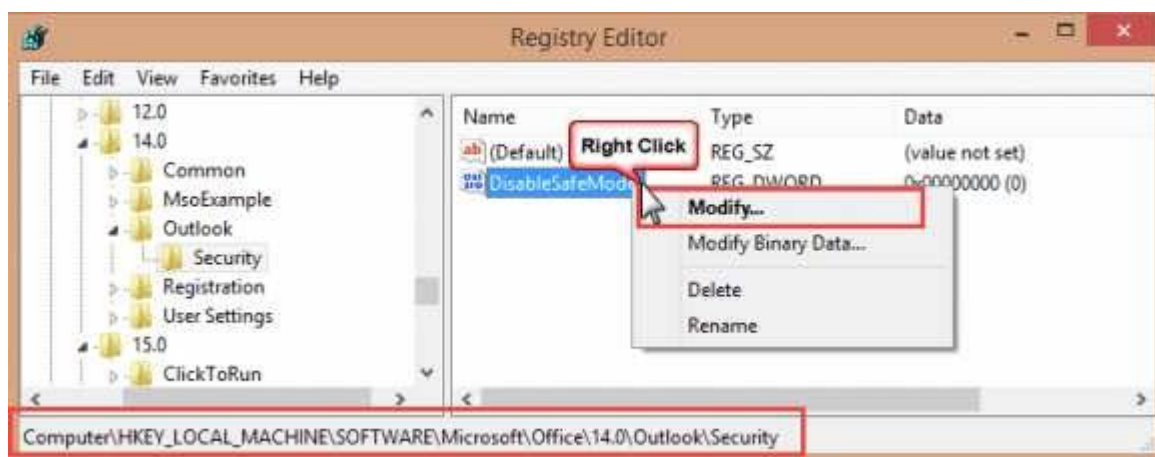 Registry Editor
File Edit View Favorites Help
12.0
14.0
Common
MsoExample
Outlook
Security
Registration
User Settings
15.0
ClickToRun
Name Type Data
(Default) REG_SZ (value not set)
Right Click
DisableSafeMode REG_DWORD 0x00000000 (0)
Modify...
Modify Binary Data...
Delete
Rename
Computer\HKEY_LOCAL_MACHINE\SOFTWARE\Microsoft\Office\14.0\Outlook\Security